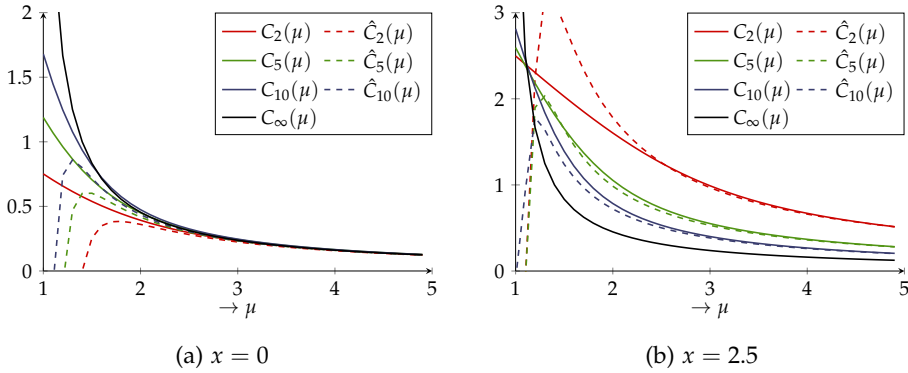 2
1.5
1
0.5
0
1 2 3 4 5
→ μ
C₂(μ) Ĉ₂(μ)
C₅(μ) Ĉ₅(μ)
C₁₀(μ) Ĉ₁₀(μ)
C∞(μ)
(a) x = 0
3
2
1
0
1 2 3 4 5
→ μ
C₂(μ) Ĉ₂(μ)
C₅(μ) Ĉ₅(μ)
C₁₀(μ) Ĉ₁₀(μ)
C∞(μ)
(b) x = 2.5